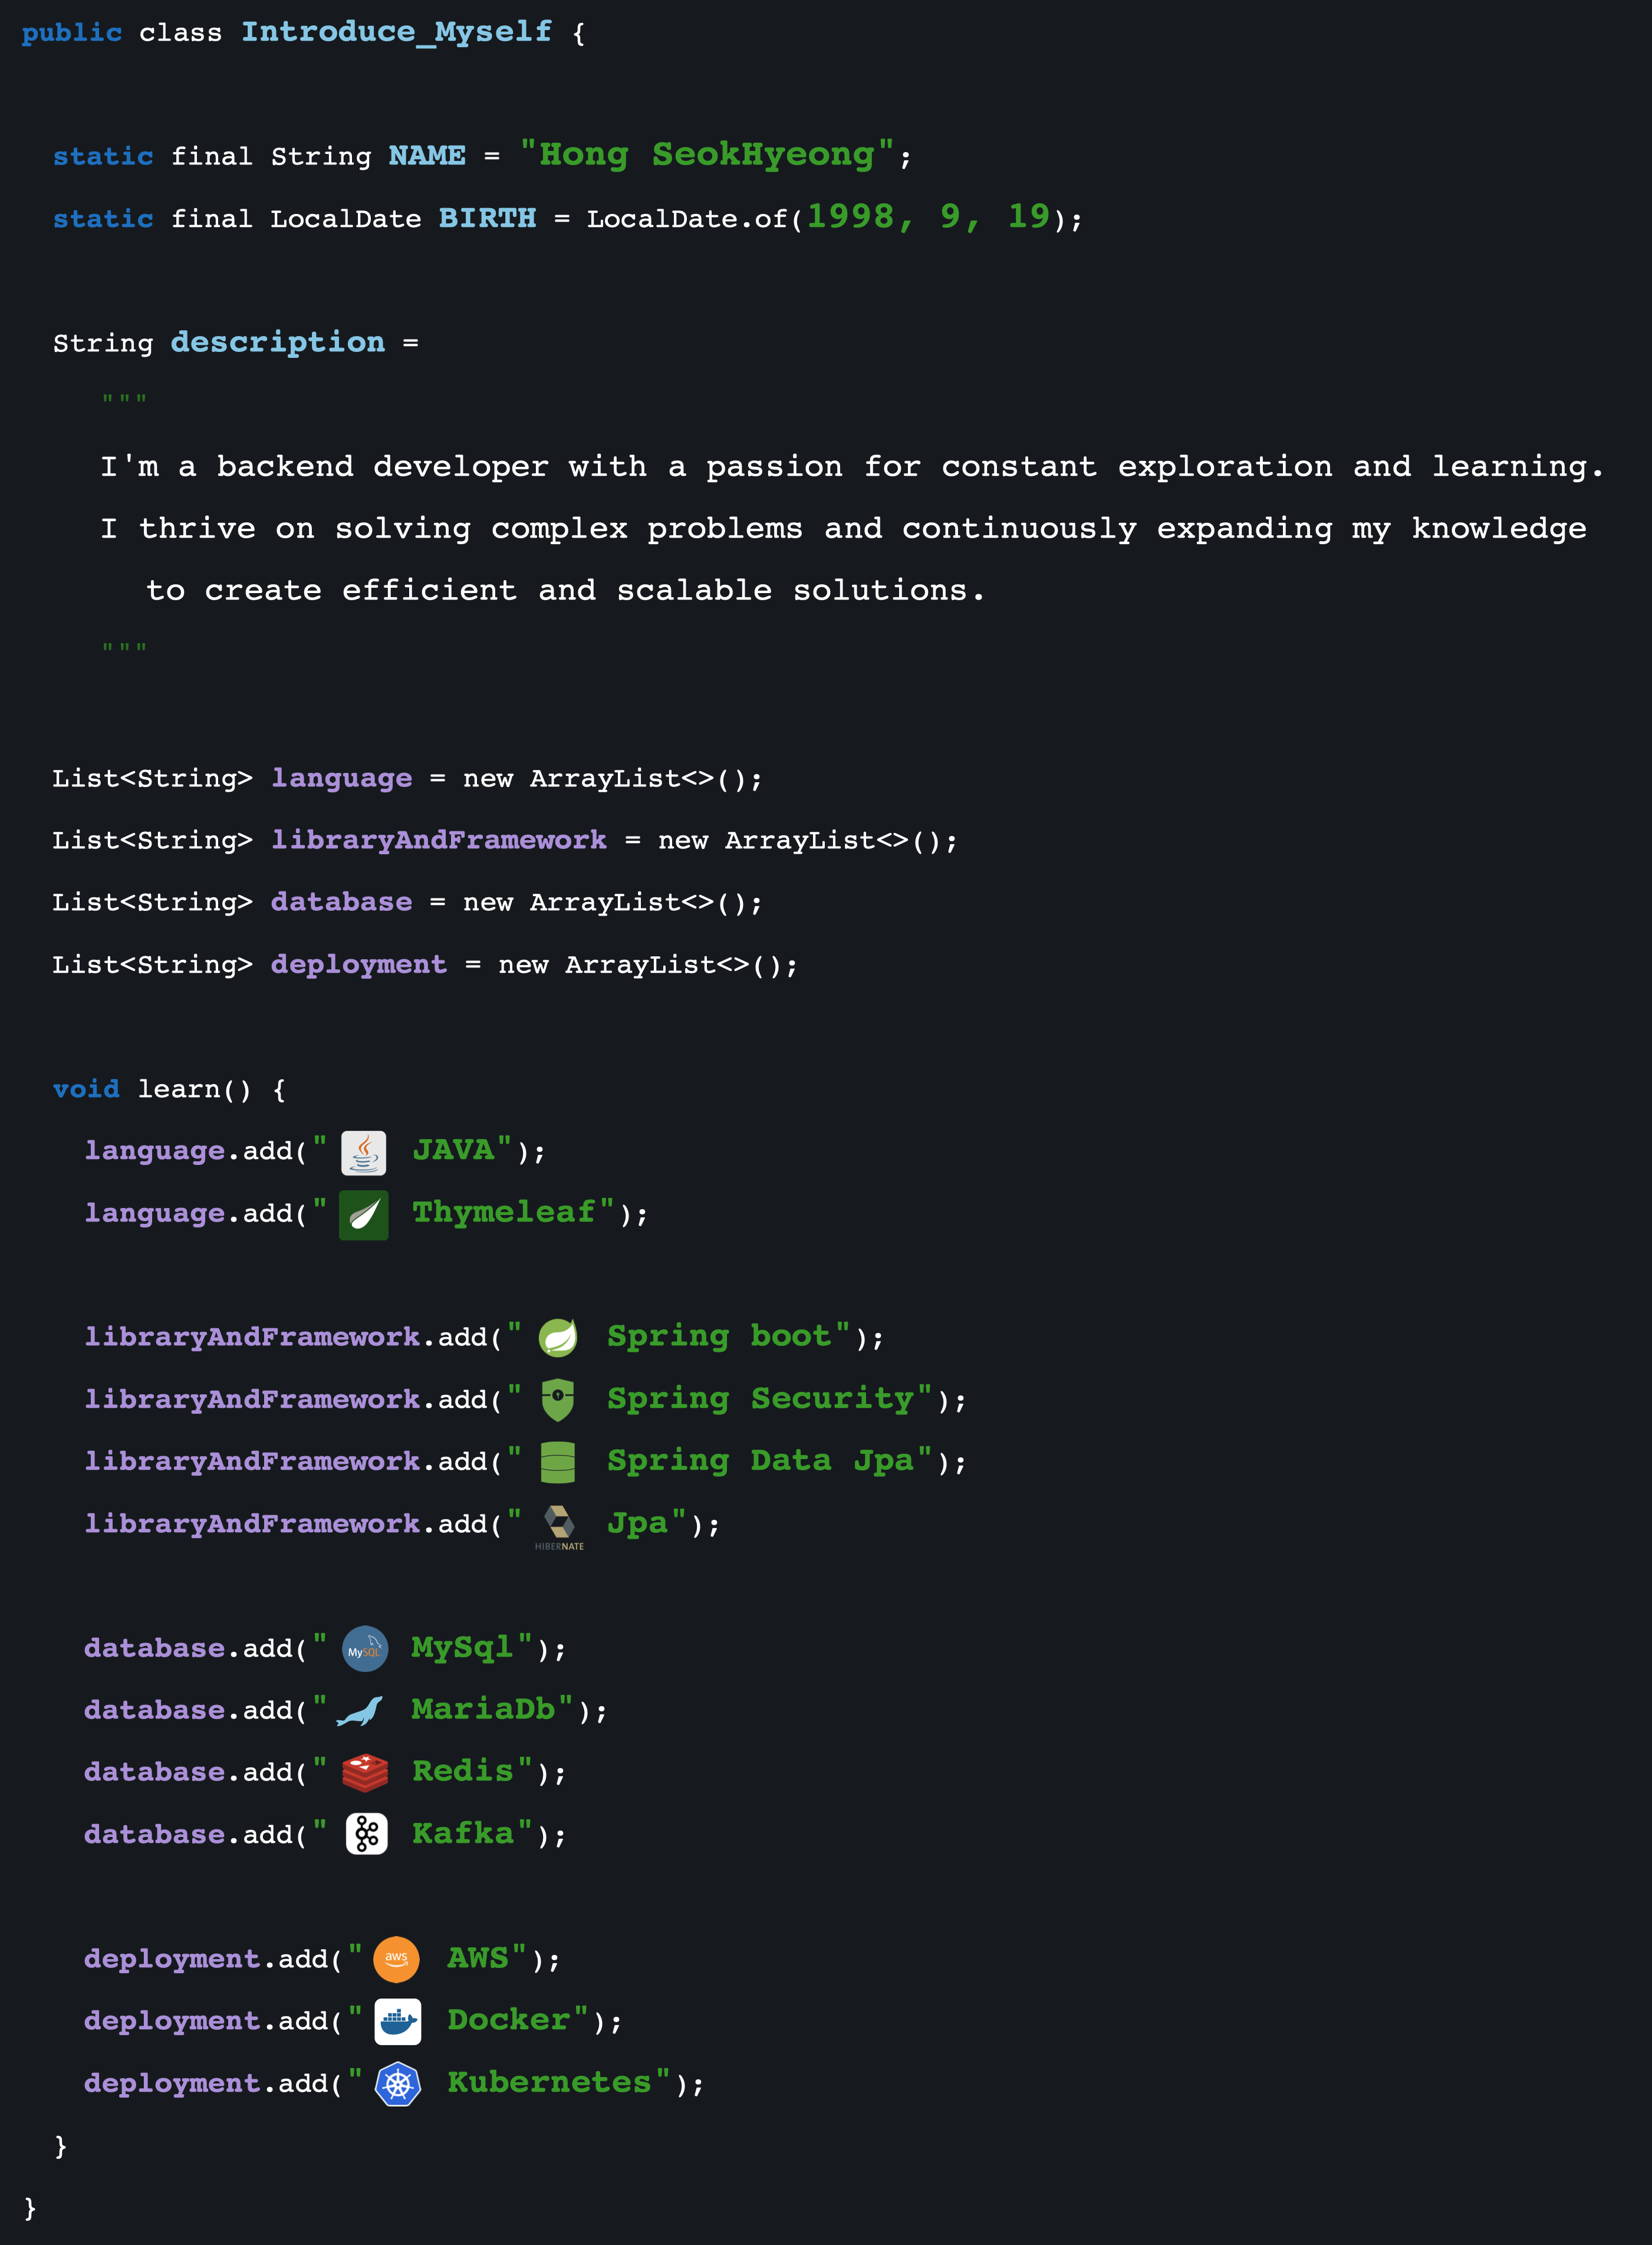 public class Introduce_Myself {
static final String NAME = "Hong SeokHyeong";
static final LocalDate BIRTH = LocalDate.of(1998, 9, 19);
String description =
"""
I'm a backend developer with a passion for constant exploration and learning.
I thrive on solving complex problems and continuously expanding my knowledge
to create efficient and scalable solutions.
"""
List<String> language = new ArrayList<>();
List<String> libraryAndFramework = new ArrayList<>();
List<String> database = new ArrayList<>();
List<String> deployment = new ArrayList<>();
void learn() {
language.add(" JAVA");
language.add(" Thymeleaf");
libraryAndFramework.add(" Spring boot");
libraryAndFramework.add(" Spring Security");
libraryAndFramework.add(" Spring Data Jpa");
libraryAndFramework.add(" Jpa");
HIBERNATE
database.add(" MySQL MySql");
database.add(" MariaDb");
database.add(" Redis");
database.add(" Kafka");
deployment.add(" aws AWS");
deployment.add(" Docker");
deployment.add(" Kubernetes");
}
}